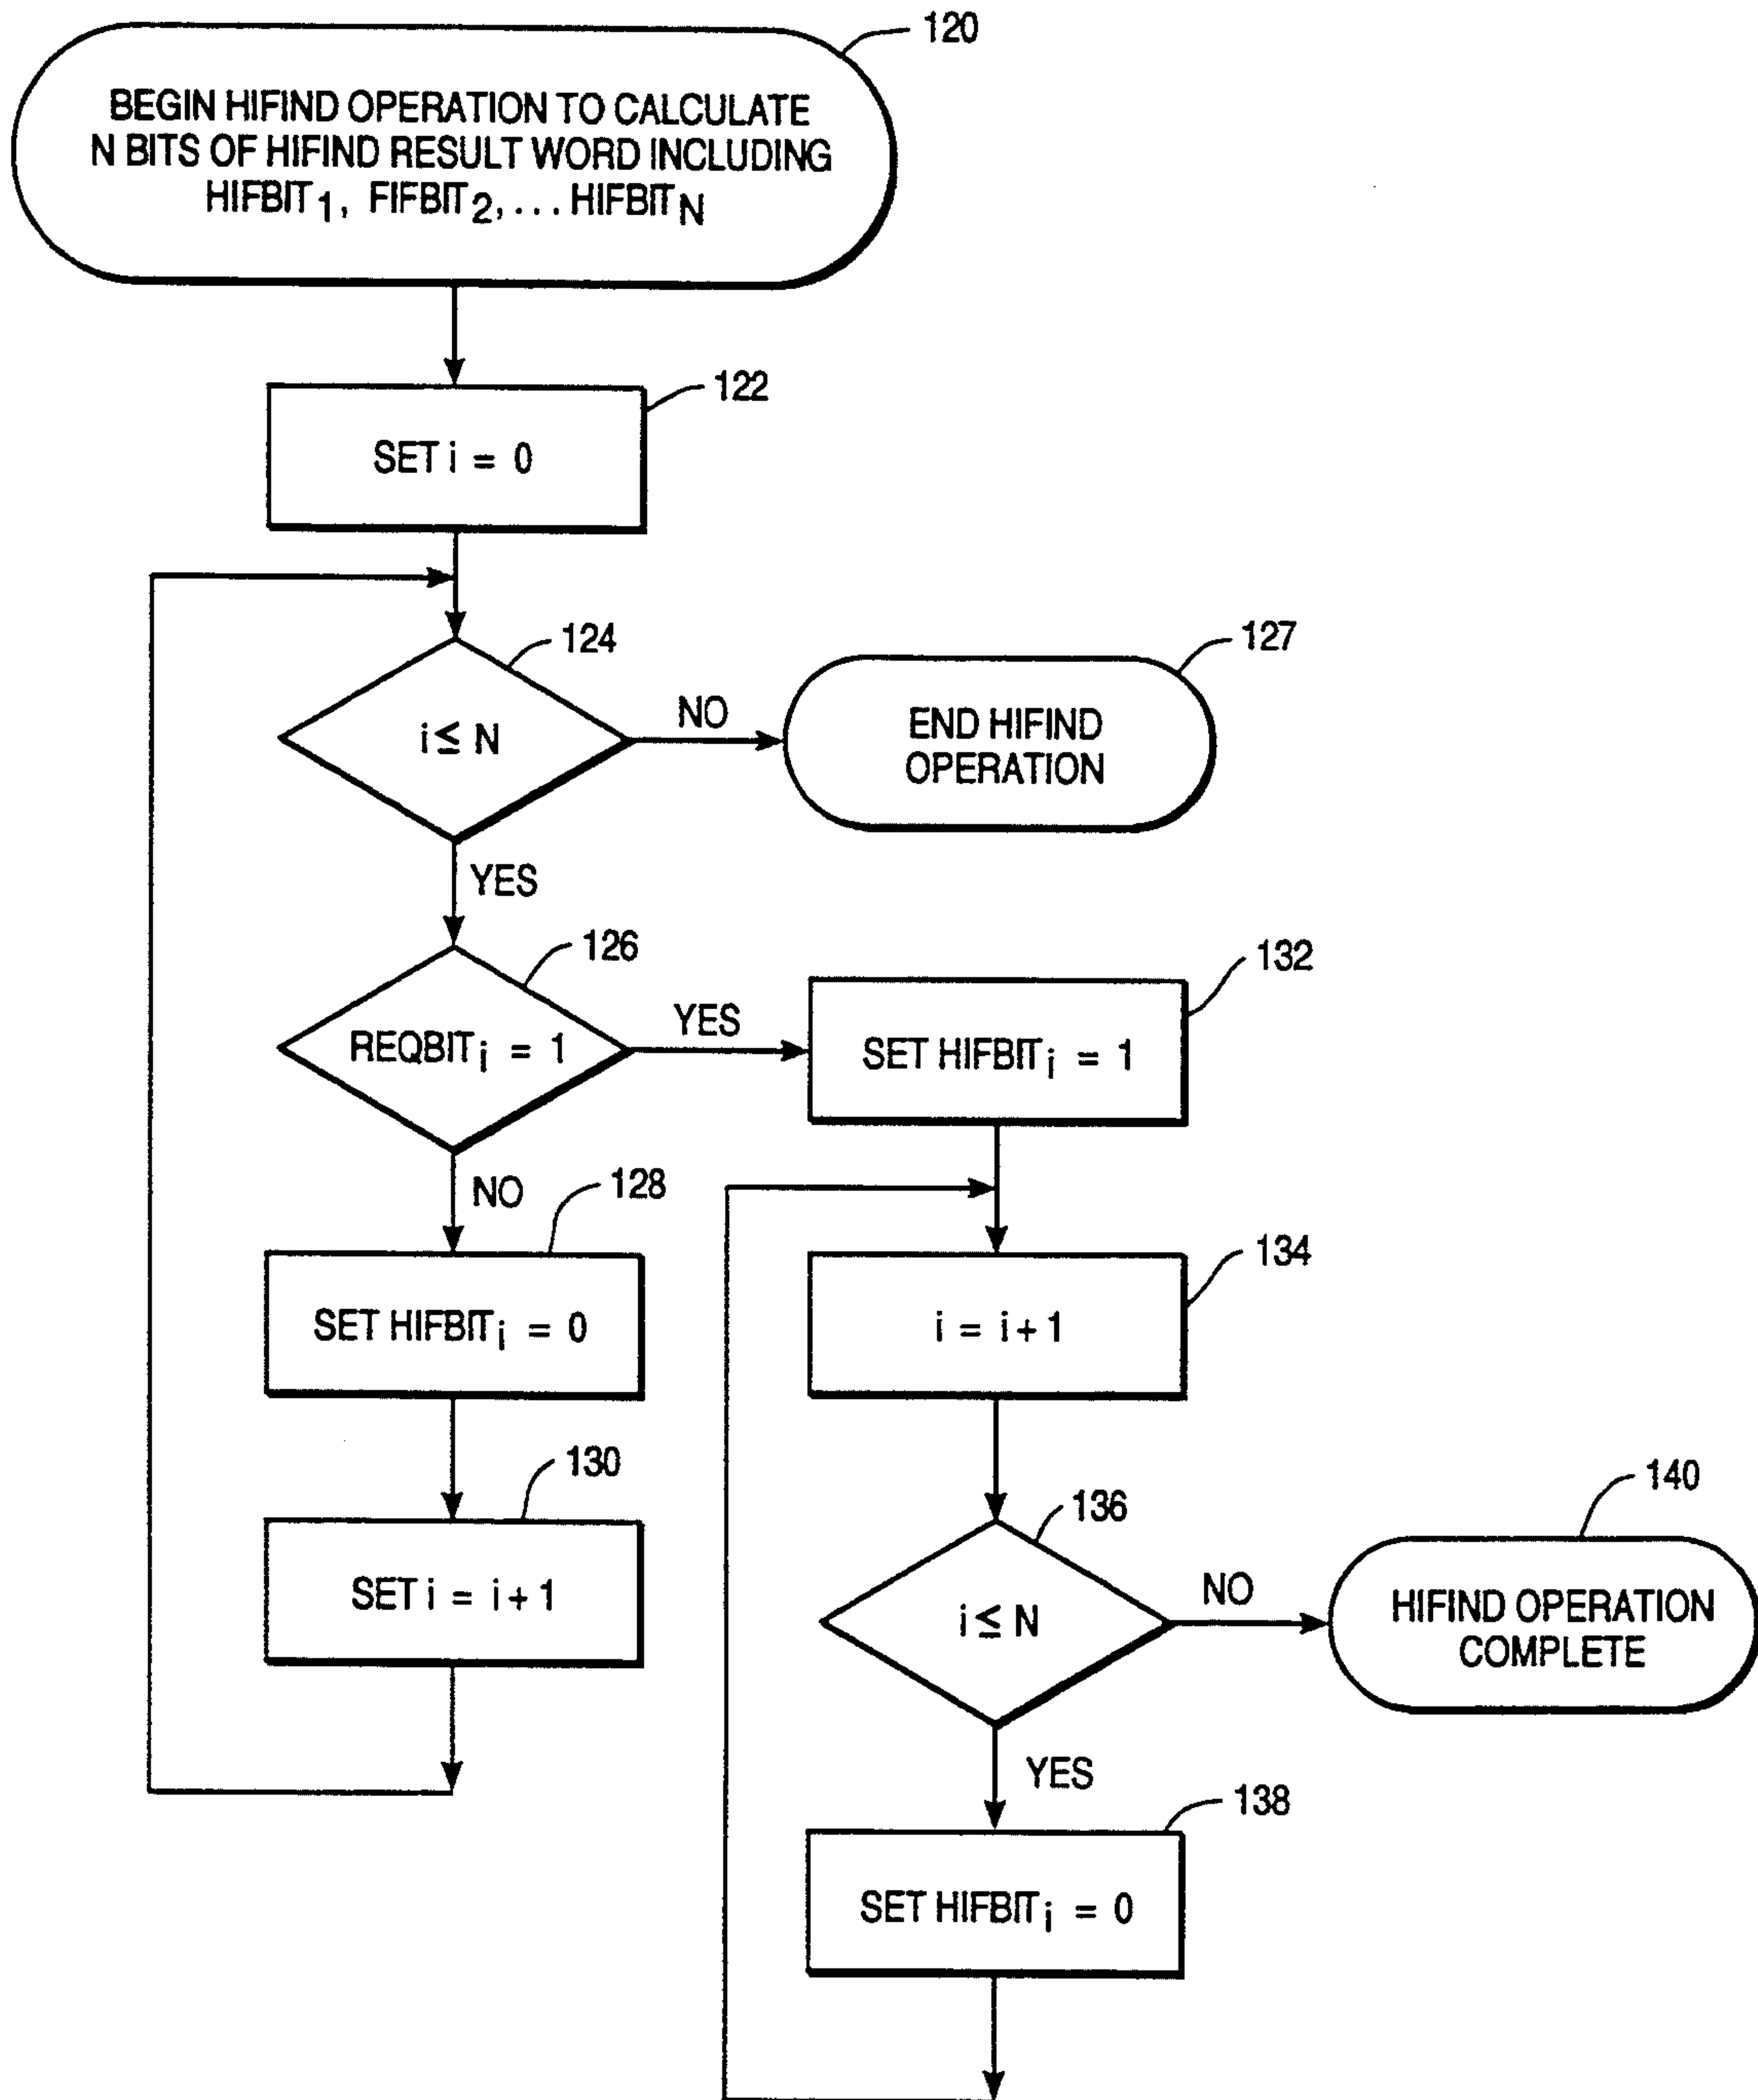 120
BEGIN HIFIND OPERATION TO CALCULATE
N BITS OF HIFIND RESULT WORD INCLUDING
HIFBIT1, FIFBIT2, ... HIFBITN
122
SET i = 0
124
i ≤ N
NO
127
END HIFIND
OPERATION
YES
126
REQBITi = 1
YES
132
SET HIFBITi = 1
NO
128
SET HIFBITi = 0
134
i = i + 1
130
SET i = i + 1
136
i ≤ N
NO
140
HIFIND OPERATION
COMPLETE
YES
138
SET HIFBITi = 0